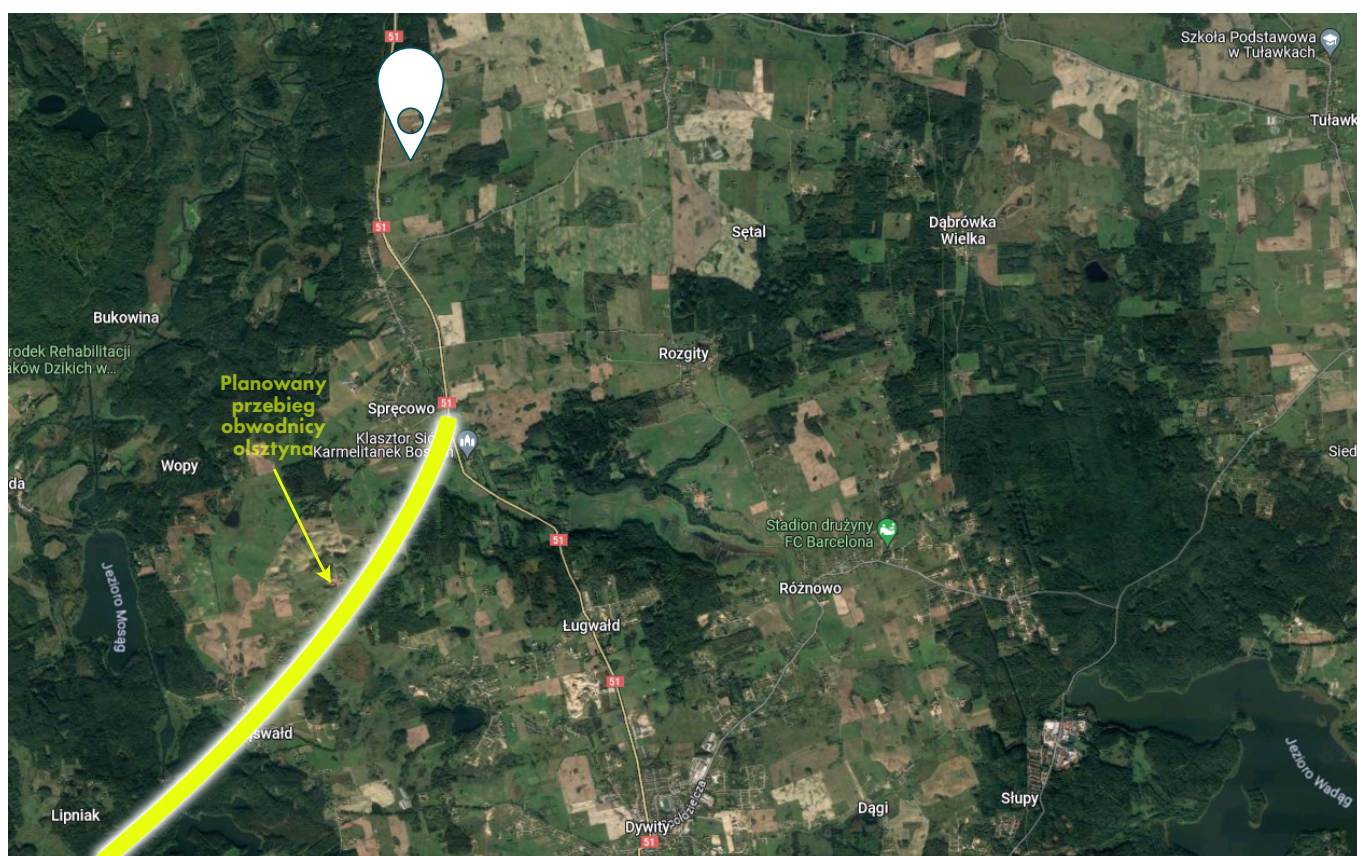 51
Szkoła Podstawowa
w Tuławkach
Tuławk
51
Sętal
Dąbrówka
Wielka
Bukowina
rodek Rehabilitacji
aków Dzikich w...
Rozgity
Planowany
przebieg
obwodnicy
olsztyna
51
Spręcowo
Klasztor Sió
Karmelitanek Bos
n
Wopy
Sied
da
Stadion drużyny
FC Barcelona
51
Jezioro Mosąg
Różnowo
Ługwałd
51
swałd
Jezioro Wadąg
Słupy
Dągi
Lipniak
Dywity
51